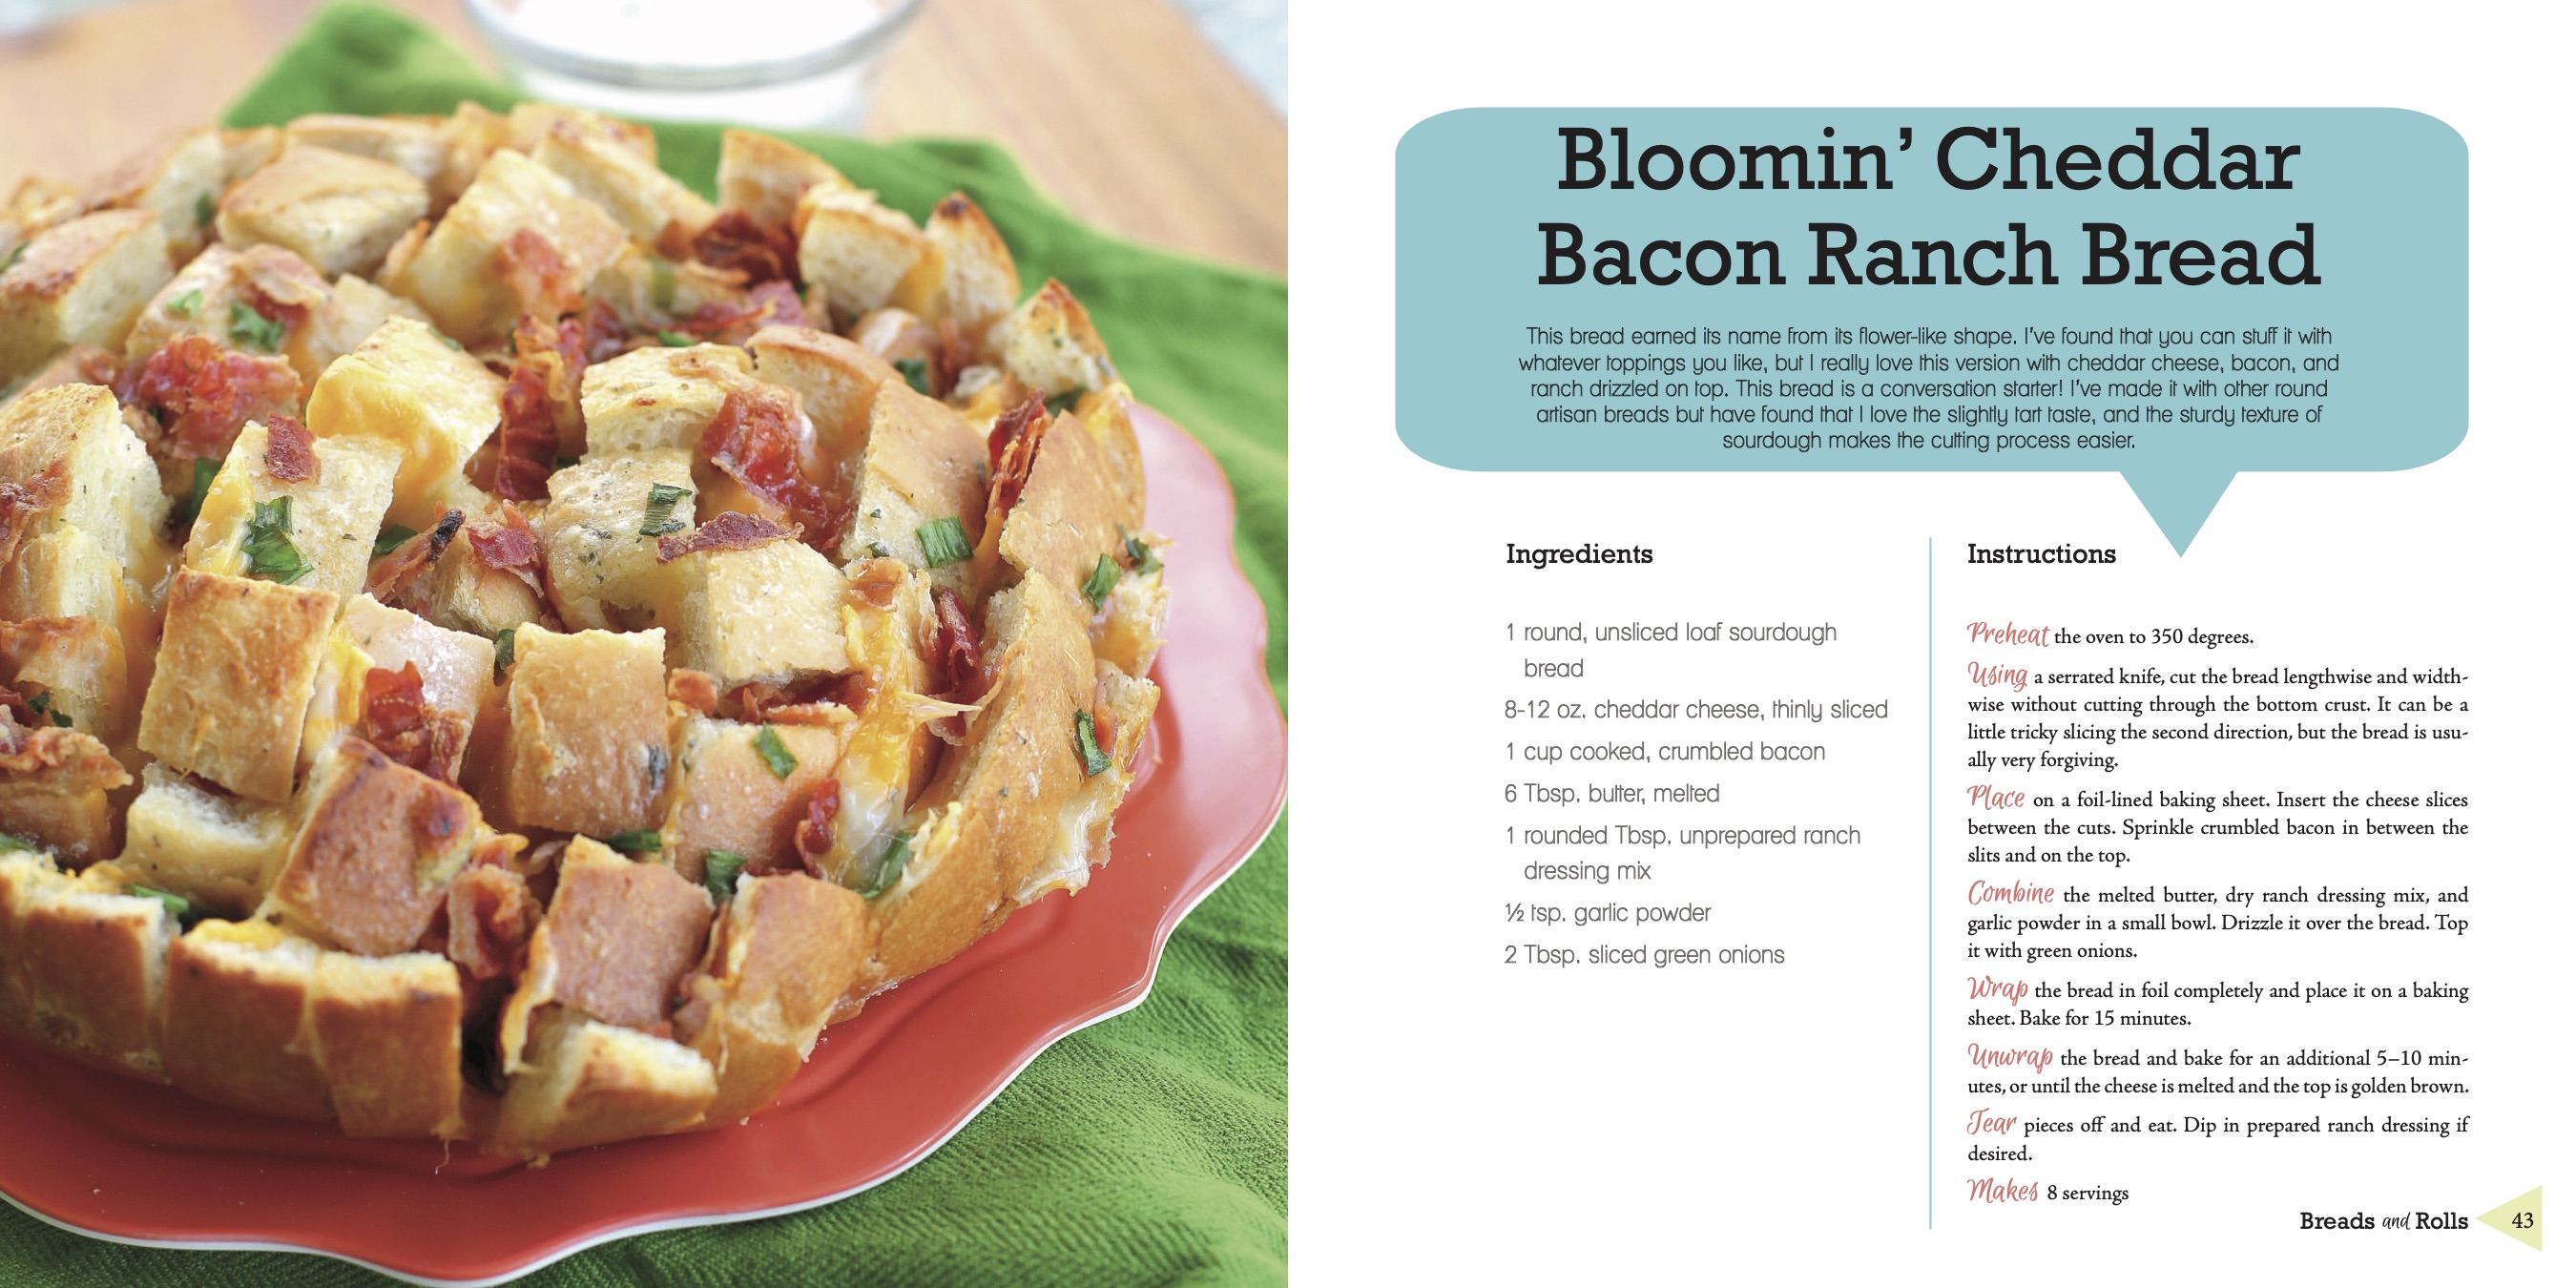 Bloomin’ Cheddar
Bacon Ranch Bread
This bread earned its name from its flower-like shape. I’ve found that you can stuff it with
whatever toppings you like, but I really love this version with cheddar cheese, bacon, and
ranch drizzled on top. This bread is a conversation starter! I’ve made it with other round
artisan breads but have found that I love the slightly tart taste, and the sturdy texture of
sourdough makes the cutting process easier.
Ingredients
1 round, unsliced loaf sourdough
bread
8-12 oz. cheddar cheese, thinly sliced
1 cup cooked, crumbled bacon
6 Tbsp. butter, melted
1 rounded Tbsp. unprepared ranch
dressing mix
½ tsp. garlic powder
2 Tbsp. sliced green onions
Instructions
Preheat the oven to 350 degrees.
Using a serrated knife, cut the bread lengthwise and width-
wise without cutting through the bottom crust. It can be a
little tricky slicing the second direction, but the bread is usu-
ally very forgiving.
Place on a foil-lined baking sheet. Insert the cheese slices
between the cuts. Sprinkle crumbled bacon in between the
slits and on the top.
Combine the melted butter, dry ranch dressing mix, and
garlic powder in a small bowl. Drizzle it over the bread. Top
it with green onions.
Wrap the bread in foil completely and place it on a baking
sheet. Bake for 15 minutes.
Unwrap the bread and bake for an additional 5–10 min-
utes, or until the cheese is melted and the top is golden brown.
Tear pieces off and eat. Dip in prepared ranch dressing if
desired.
Makes 8 servings
Breads and Rolls 43